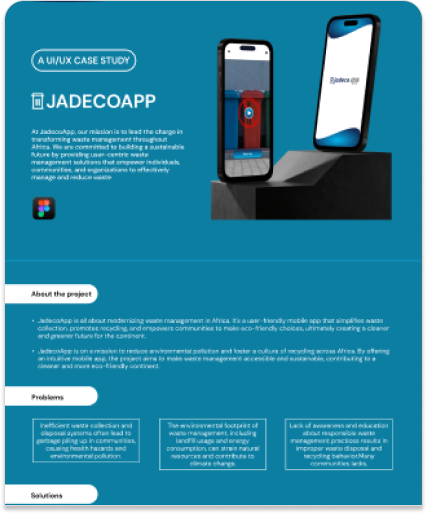 A UI/UX CASE STUDY
JADECOAPP
At JadecoApp, our mission is to lead the charge in
transforming waste management throughout
Africa. We are committed to building a sustainable
future by providing user-centric waste
management solutions that empower individuals,
communities, and organizations to effectively
manage and reduce waste
Jadeco app
About the project
• JadecoApp is all about modernizing waste management in Africa. It's a user-friendly mobile app that simplifies waste
collection, promotes recycling, and empowers communities to make eco-friendly choices, ultimately creating a cleaner
and greener future for the continent.
• JadecoApp is on a mission to reduce environmental pollution and foster a culture of recycling across Africa. By offering
an intuitive mobile app, the project aims to make waste management accessible and sustainable, contributing to a
cleaner and more eco-friendly continent.
Problems
Inefficient waste collection and
disposal systems often lead to
garbage piling up in communities,
causing health hazards and
environmental pollution.
The environmental footprint of
waste management, including
landfill usage and energy
consumption, can strain natural
resources and contribute to
climate change.
Lack of awareness and education
about responsible waste
management practices results in
improper waste disposal and
recycling behavior.Many
communities lacks.
Solutions